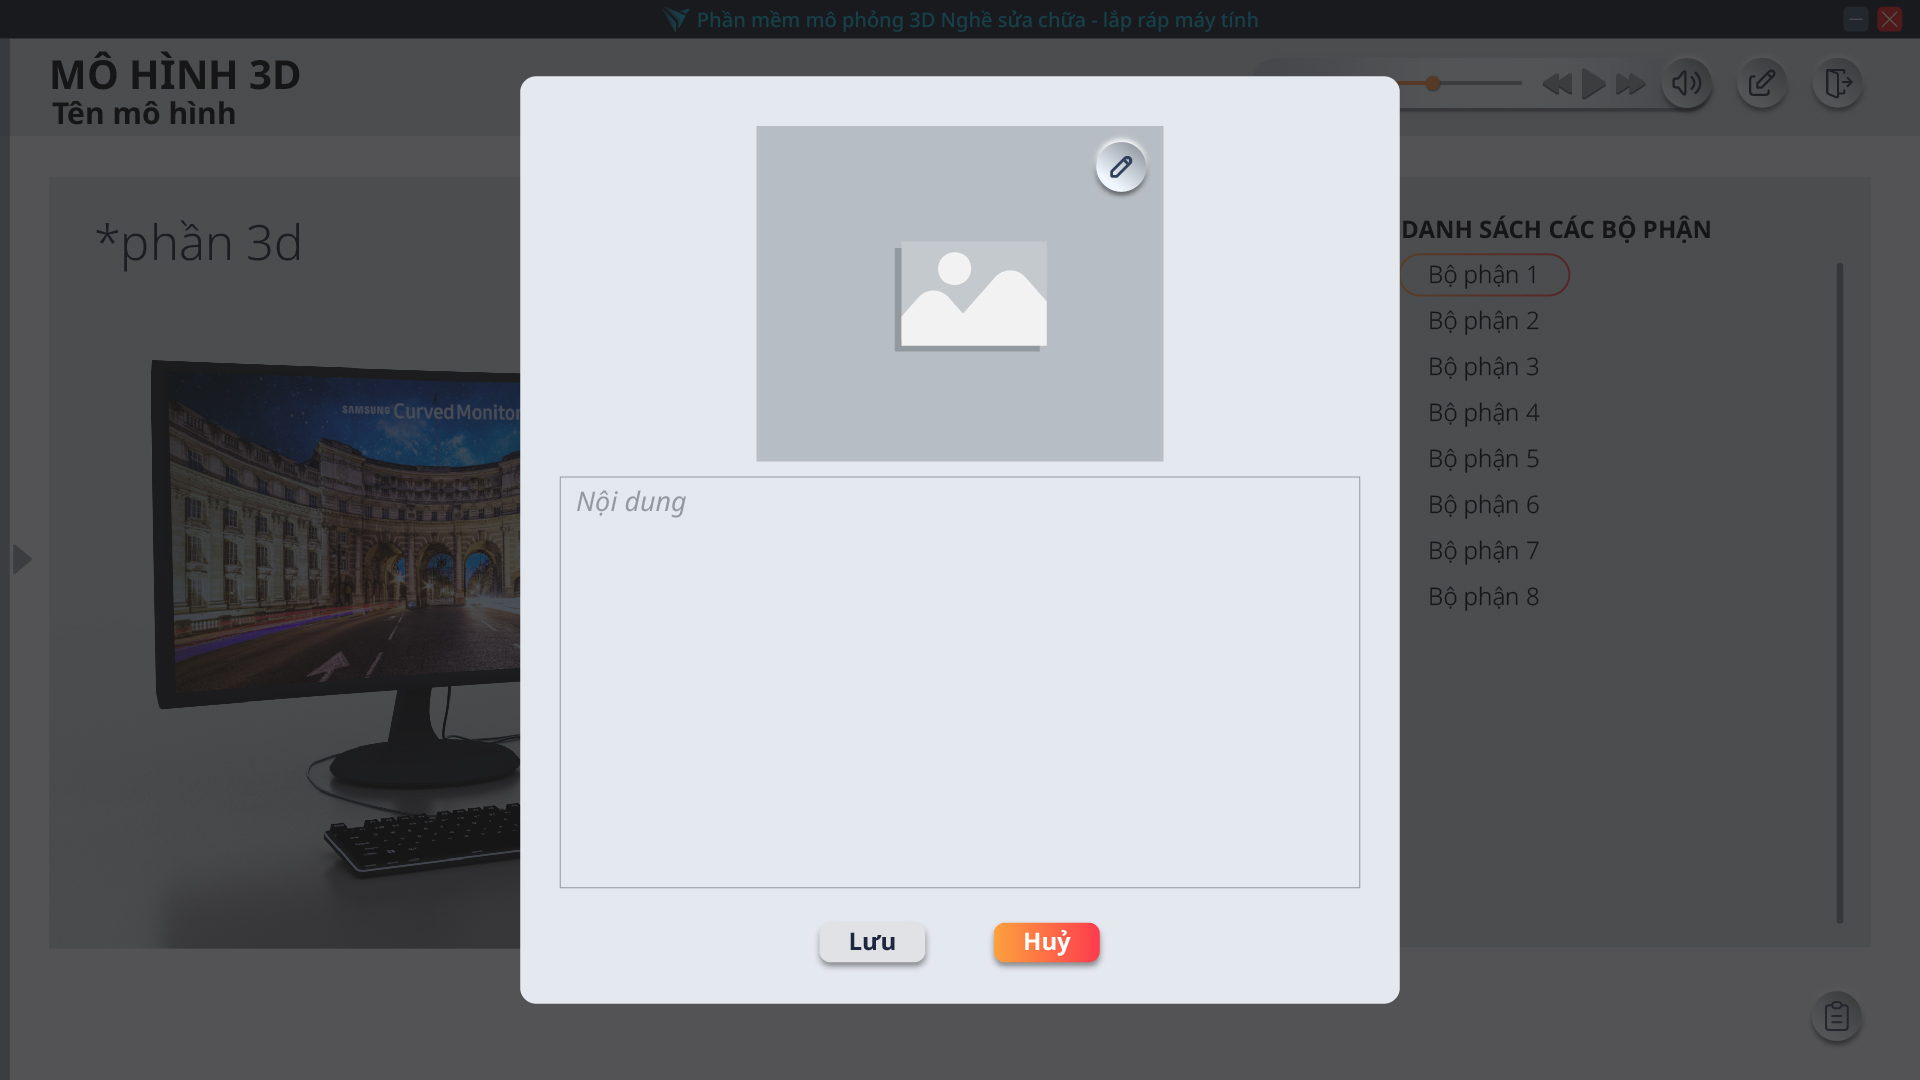 Phần mềm mô phỏng 3D Nghề sửa chữa - lắp ráp máy tính
MÔ HÌNH 3D
Tên mô hình
*phần 3d
SAMSUNG Curved Monitor
Nội dung
Lưu
Huỷ
DANH SÁCH CÁC BỘ PHẬN
Bộ phận 1
Bộ phận 2
Bộ phận 3
Bộ phận 4
Bộ phận 5
Bộ phận 6
Bộ phận 7
Bộ phận 8